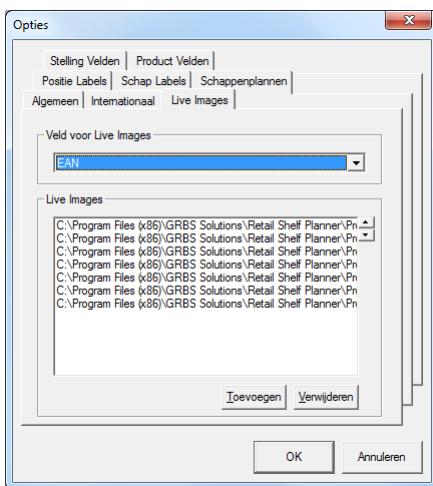 Opties
Stelling Velden Product Velden
Positie Labels Schap Labels Schappenplannen
Algemeen Internationaal Live Images
Veld voor Live Images
EAN
Live Images
C:\Program Files (x86)\GRBS Solutions\Retail Shelf Planner\Pr
C:\Program Files (x86)\GRBS Solutions\Retail Shelf Planner\Pr
C:\Program Files (x86)\GRBS Solutions\Retail Shelf Planner\Pr
C:\Program Files (x86)\GRBS Solutions\Retail Shelf Planner\Pr
C:\Program Files (x86)\GRBS Solutions\Retail Shelf Planner\Pr
C:\Program Files (x86)\GRBS Solutions\Retail Shelf Planner\Pr
C:\Program Files (x86)\GRBS Solutions\Retail Shelf Planner\Pr
Toevoegen Verwijderen
OK Annuleren